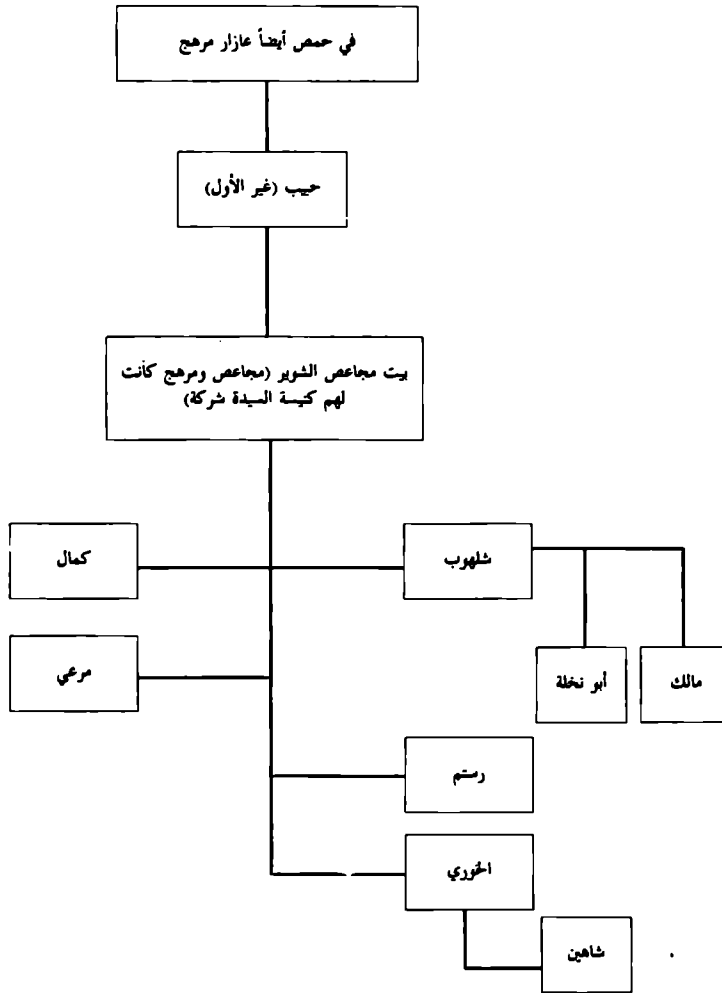 في حمص أيضاً عازار مرهج
حبيب (غير الأول)
بيت مجاعص الشوير (مجاعص ومرهج كانت
لهم كنيسة السيدة شركة)
شلهوب
كمال
مالك
أبو نخلة
مرعي
رستم
الخوري
شاهين